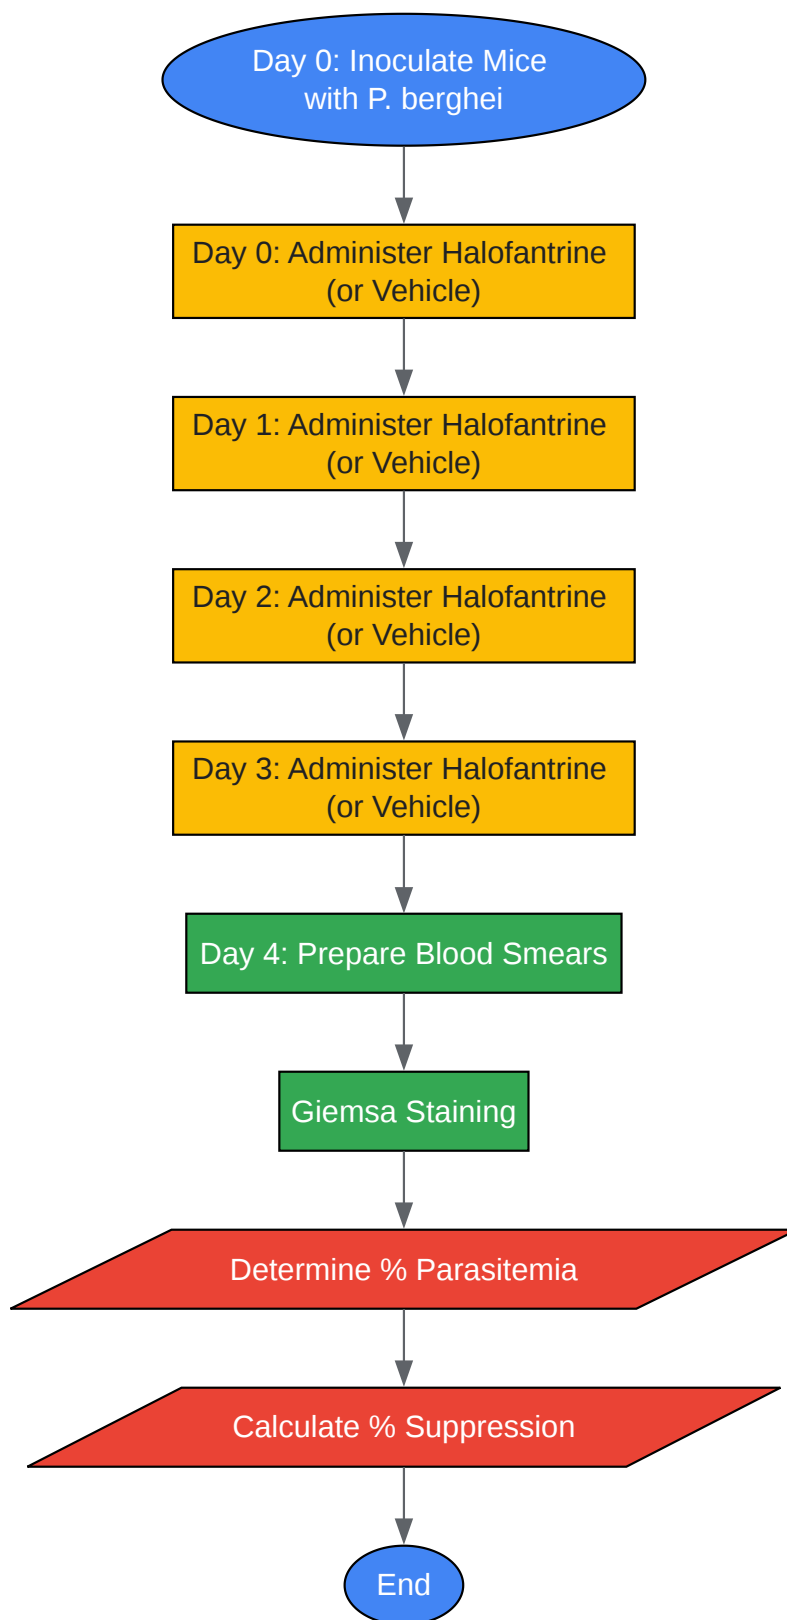 Day 0: Inoculate Mice
with P. berghei
Day 0: Administer Halofantrine
(or Vehicle)
Day 1: Administer Halofantrine
(or Vehicle)
Day 2: Administer Halofantrine
(or Vehicle)
Day 3: Administer Halofantrine
(or Vehicle)
Day 4: Prepare Blood Smears
Giemsa Staining
Determine % Parasitemia
Calculate % Suppression
End